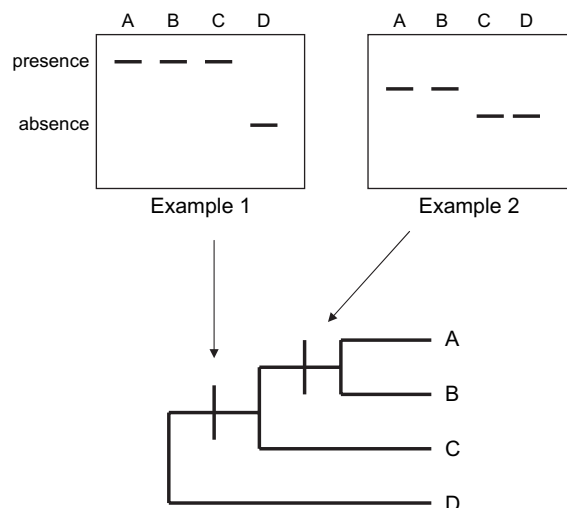 A B C D
A B C D
presence
absence
Example 1
Example 2
A
B
C
D